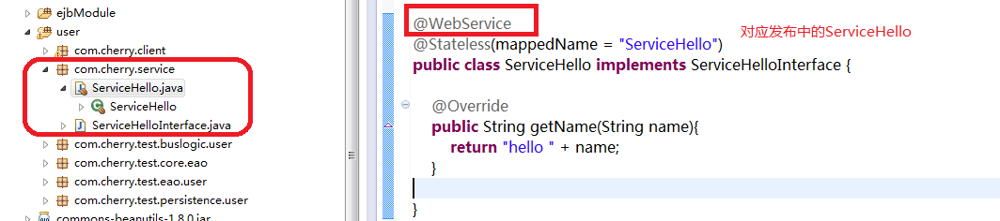 ejbModule
user
com.cherry.client
com.cherry.service
ServiceHello.java
ServiceHello
ServiceHelloInterface.java
com.cherry.test.buslogic.user
com.cherry.test.core.eao
com.cherry.test.eao.user
com.cherry.test.persistence.user
commons-beanutils-1.8.0.jar
@WebService
@Stateless(mappedName = "ServiceHello")
对应发布中的ServiceHello
public class ServiceHello implements ServiceHelloInterface {
@Override
public String getName(String name){
return "hello " + name;
}
}